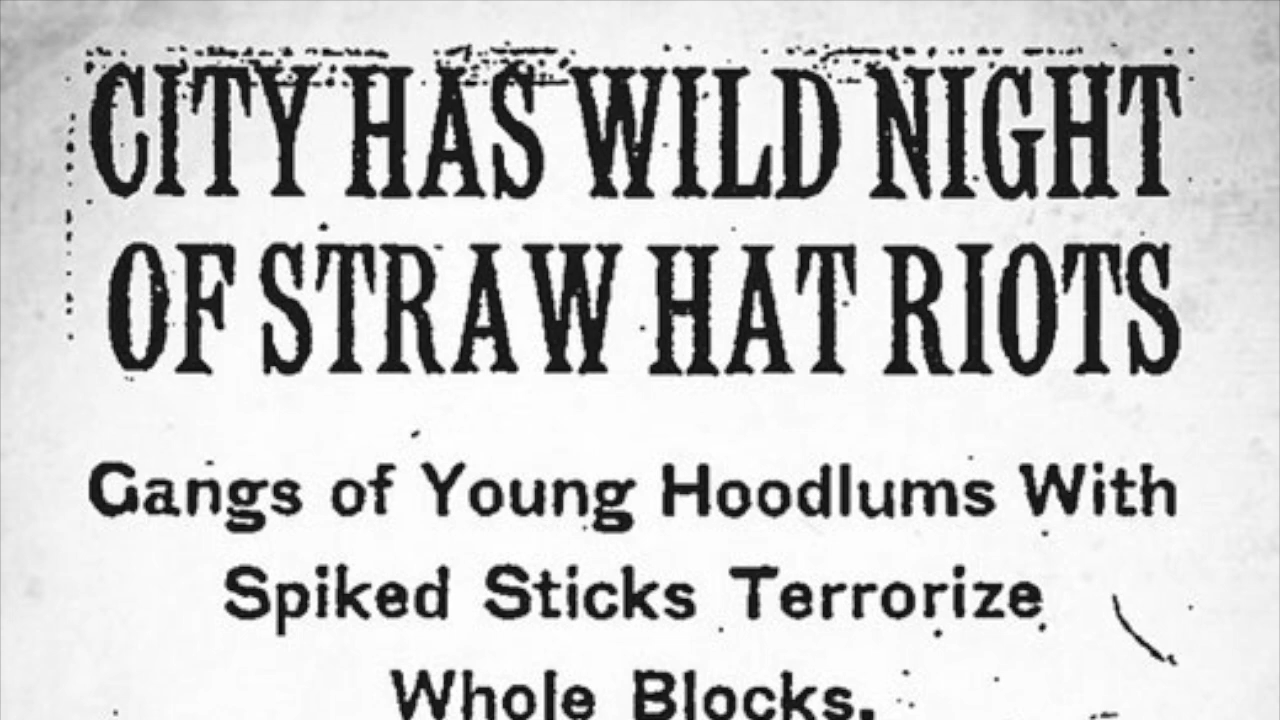 CITY HAS WILD NIGHT
OF STRAW HAT RIOTS
Gangs of Young Hoodlums With
Spiked Sticks Terrorize
Whole Blocks.